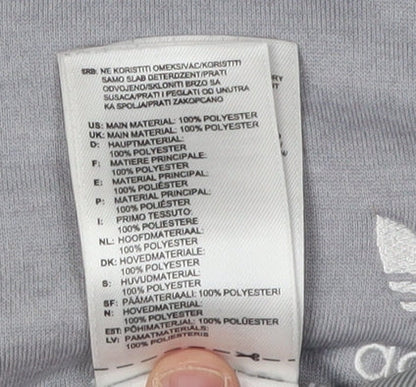 SRB: NE KORISTITI OMEKSIVAC/KORISTITI
SAMO SLAB DETERDZENT/PRATI
ODVOJENO/SKLONITI BRZO SA
SUSACA/PRATI I PEGLATI OD UNUTRA
KA SPOLJA/PRATI ZAKOPCANO
US: MAIN MATERIAL: 100% POLYESTER
UK: MAIN MATERIAL: 100% POLYESTER
D: HAUPTMATERIAL:
100% POLYESTER
F: MATIERE PRINCIPALE:
100% POLYESTER
E: MATERIAL PRINCIPAL:
100% POLIÉSTER
P: MATERIAL PRINCIPAL:
100% POLIÉSTER
I: PRIMO TESSUTO:
100% POLIESTERE
NL: HOOFDMATERIAAL:
100% POLYESTER
DK: HOVEDMATERIALE:
100% POLYESTER
S: HUVUDMATERIAL:
100% POLYESTER
SF: PÄÄMATERIAALI: 100% POLYESTERI
N: HOVEDMATERIALE:
100% POLYESTER
EST: PÕHIMATERJAL: 100% POLÜESTER
LV: PAMATMATERIĀLS:
100% POLIESTERIS